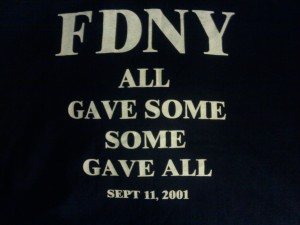 FDNY
ALL
GAVE SOME
SOME
GAVE ALL
SEPT 11, 2001